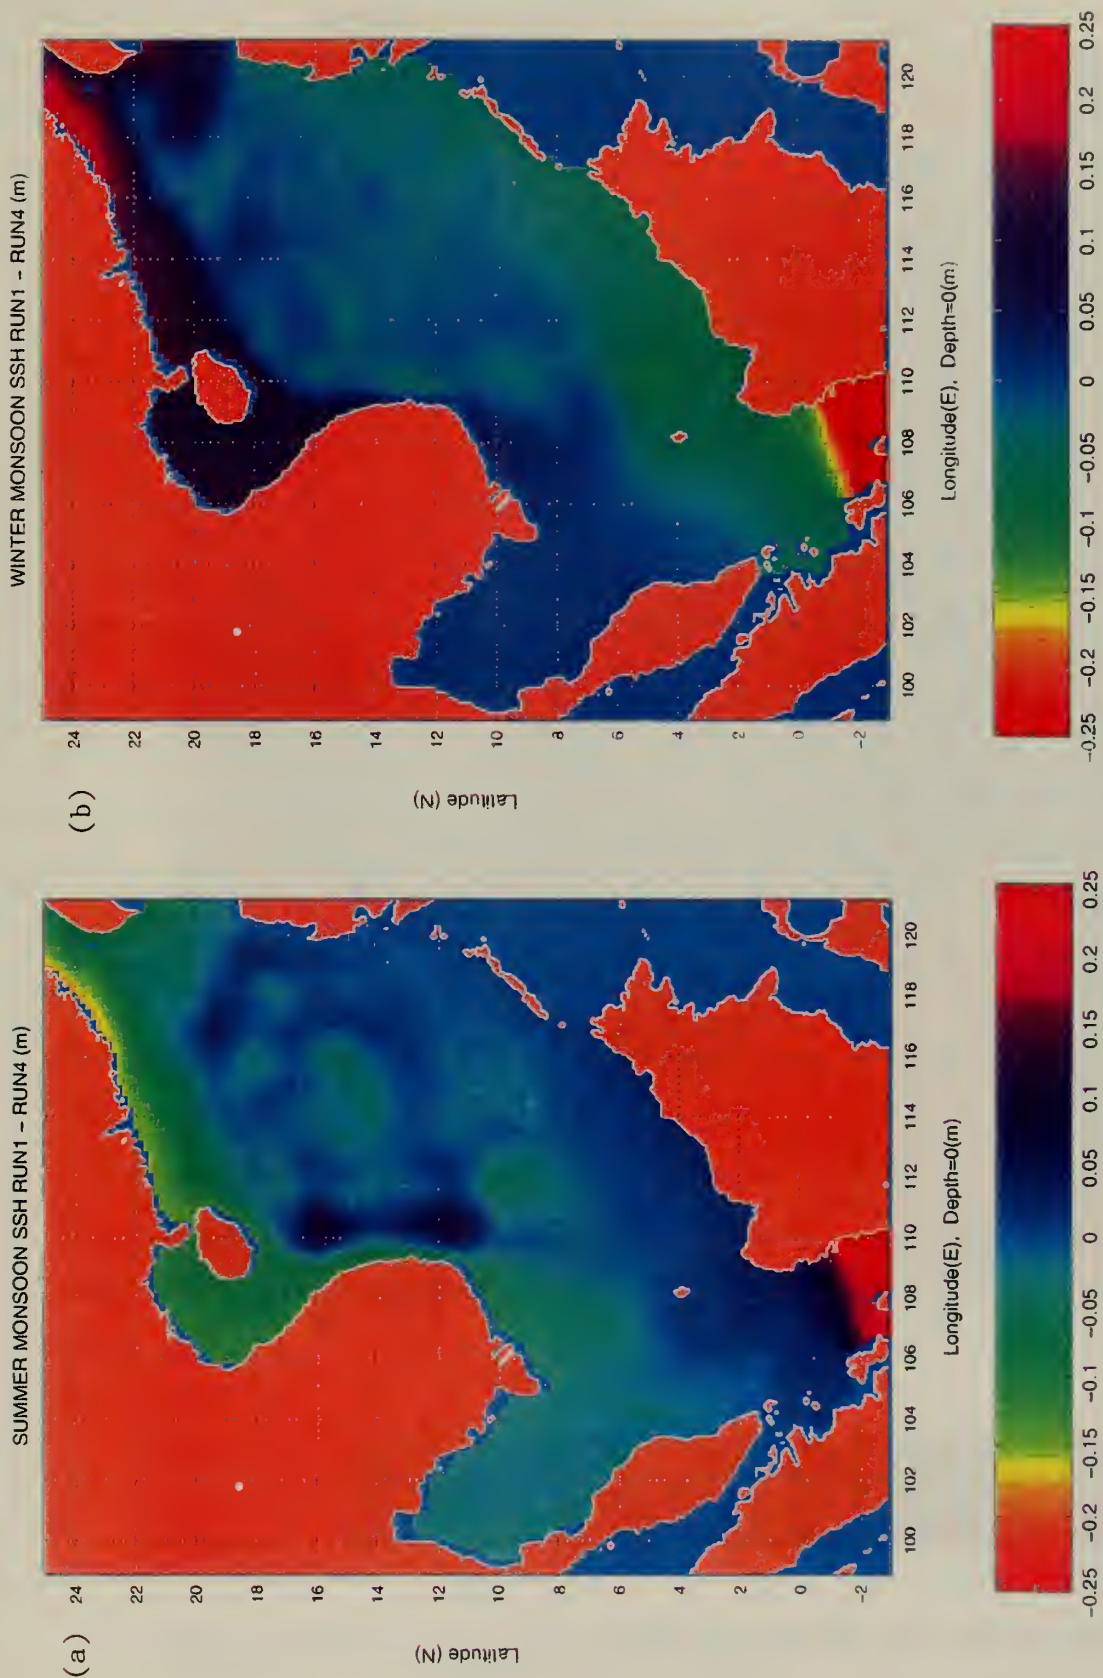 (a)
SUMMER MONSOON SSH RUN1 - RUN4 (m)
Latitude (N)
24
22
20
18
16
14
12
10
8
6
4
2
0
-2
100 102 104 106 108 110 112 114 116 118 120
Longitude(E), Depth=0(m)
-0.25 -0.2 -0.15 -0.1 -0.05 0 0.05 0.1 0.15 0.2 0.25
(b)
WINTER MONSOON SSH RUN1 - RUN4 (m)
Latitude (N)
24
22
20
18
16
14
12
10
8
6
4
2
0
-2
100 102 104 106 108 110 112 114 116 118 120
Longitude(E), Depth=0(m)
-0.25 -0.2 -0.15 -0.1 -0.05 0 0.05 0.1 0.15 0.2 0.25